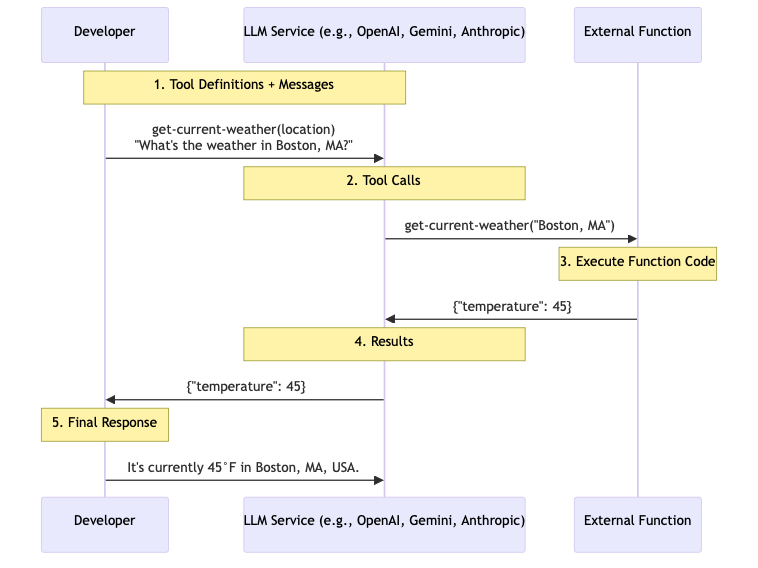 Developer
LLM Service (e.g., OpenAI, Gemini, Anthropic)
External Function
1. Tool Definitions + Messages
get-current-weather(location)
"What's the weather in Boston, MA?"
2. Tool Calls
get-current-weather("Boston, MA")
3. Execute Function Code
{"temperature": 45}
4. Results
{"temperature": 45}
5. Final Response
It's currently 45°F in Boston, MA, USA.
Developer
LLM Service (e.g., OpenAI, Gemini, Anthropic)
External Function